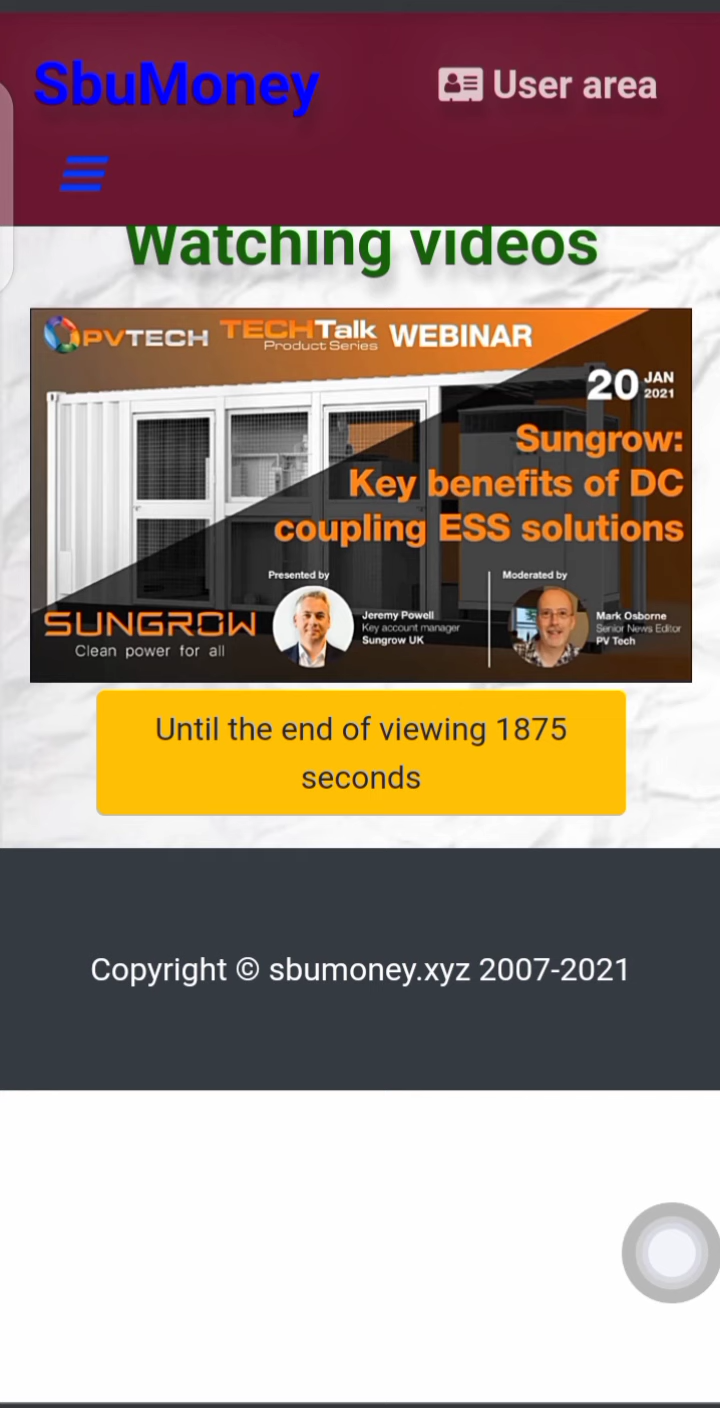 SbuMoney
User area
Watching videos
PVTECH TECHTalk WEBINAR
Product Series
20 JAN
2021
Sungrow:
Key benefits of DC
coupling ESS solutions
Presented by
Jeremy Powell
Key account manager
Sungrow UK
Moderated by
Mark Osborne
Senior News Editor
PV Tech
SUNGROW
Clean power for all
Until the end of viewing 1875
seconds
Copyright © sbumoney.xyz 2007-2021